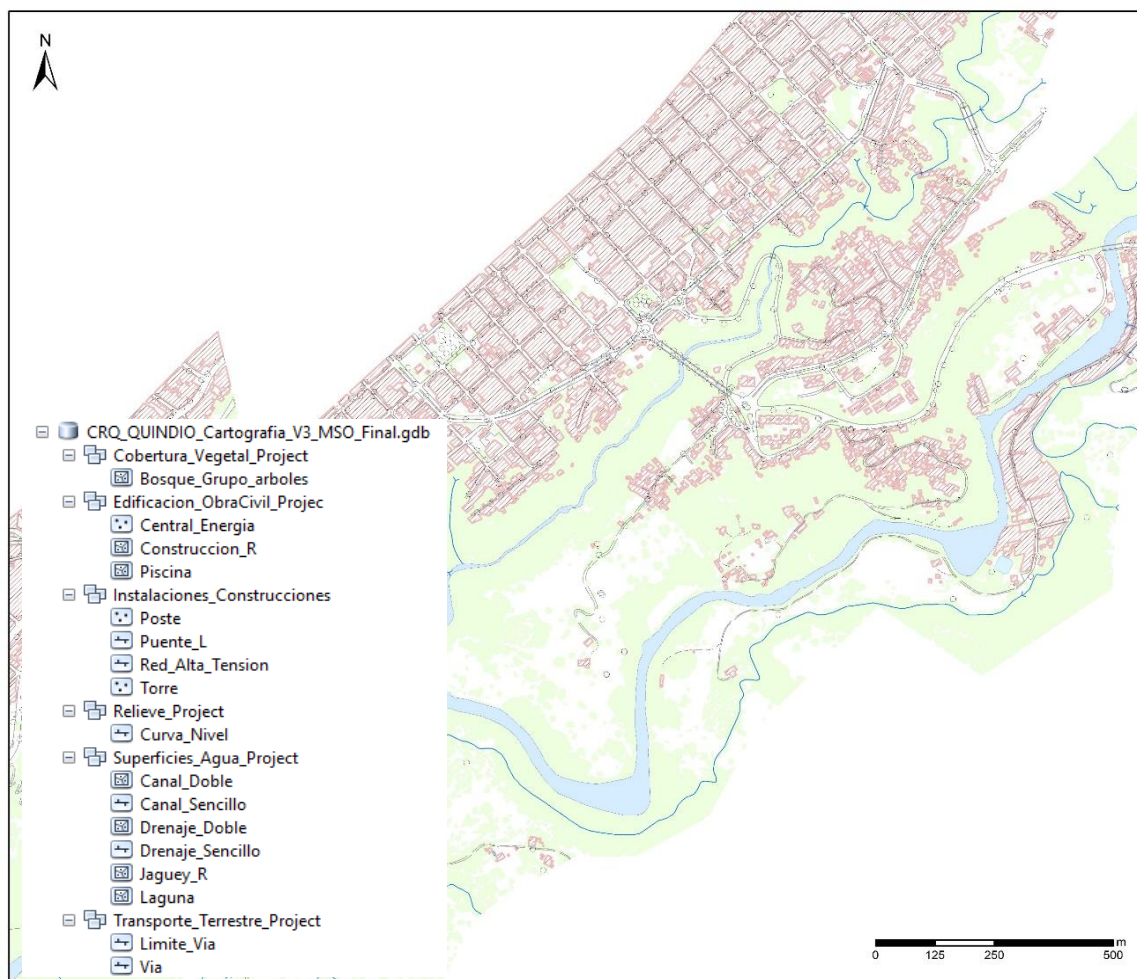 N
CRQ_QUINDIO_Cartografia_V3_MSO_Final.gdb
Cobertura_Vegetal_Project
Bosque_Grupo_arboles
Edificacion_ObraCivil_Projec
Central_Energia
Construccion_R
Piscina
Instalaciones_Construcciones
Poste
Puente_L
Red_Alta_Tension
Torre
Relieve_Project
Curva_Nivel
Superficies_Agua_Project
Canal_Doble
Canal_Sencillo
Drenaje_Doble
Drenaje_Sencillo
Jaguey_R
Laguna
Transporte_Terrestre_Project
Limite_Via
Via
m
0 125 250 500